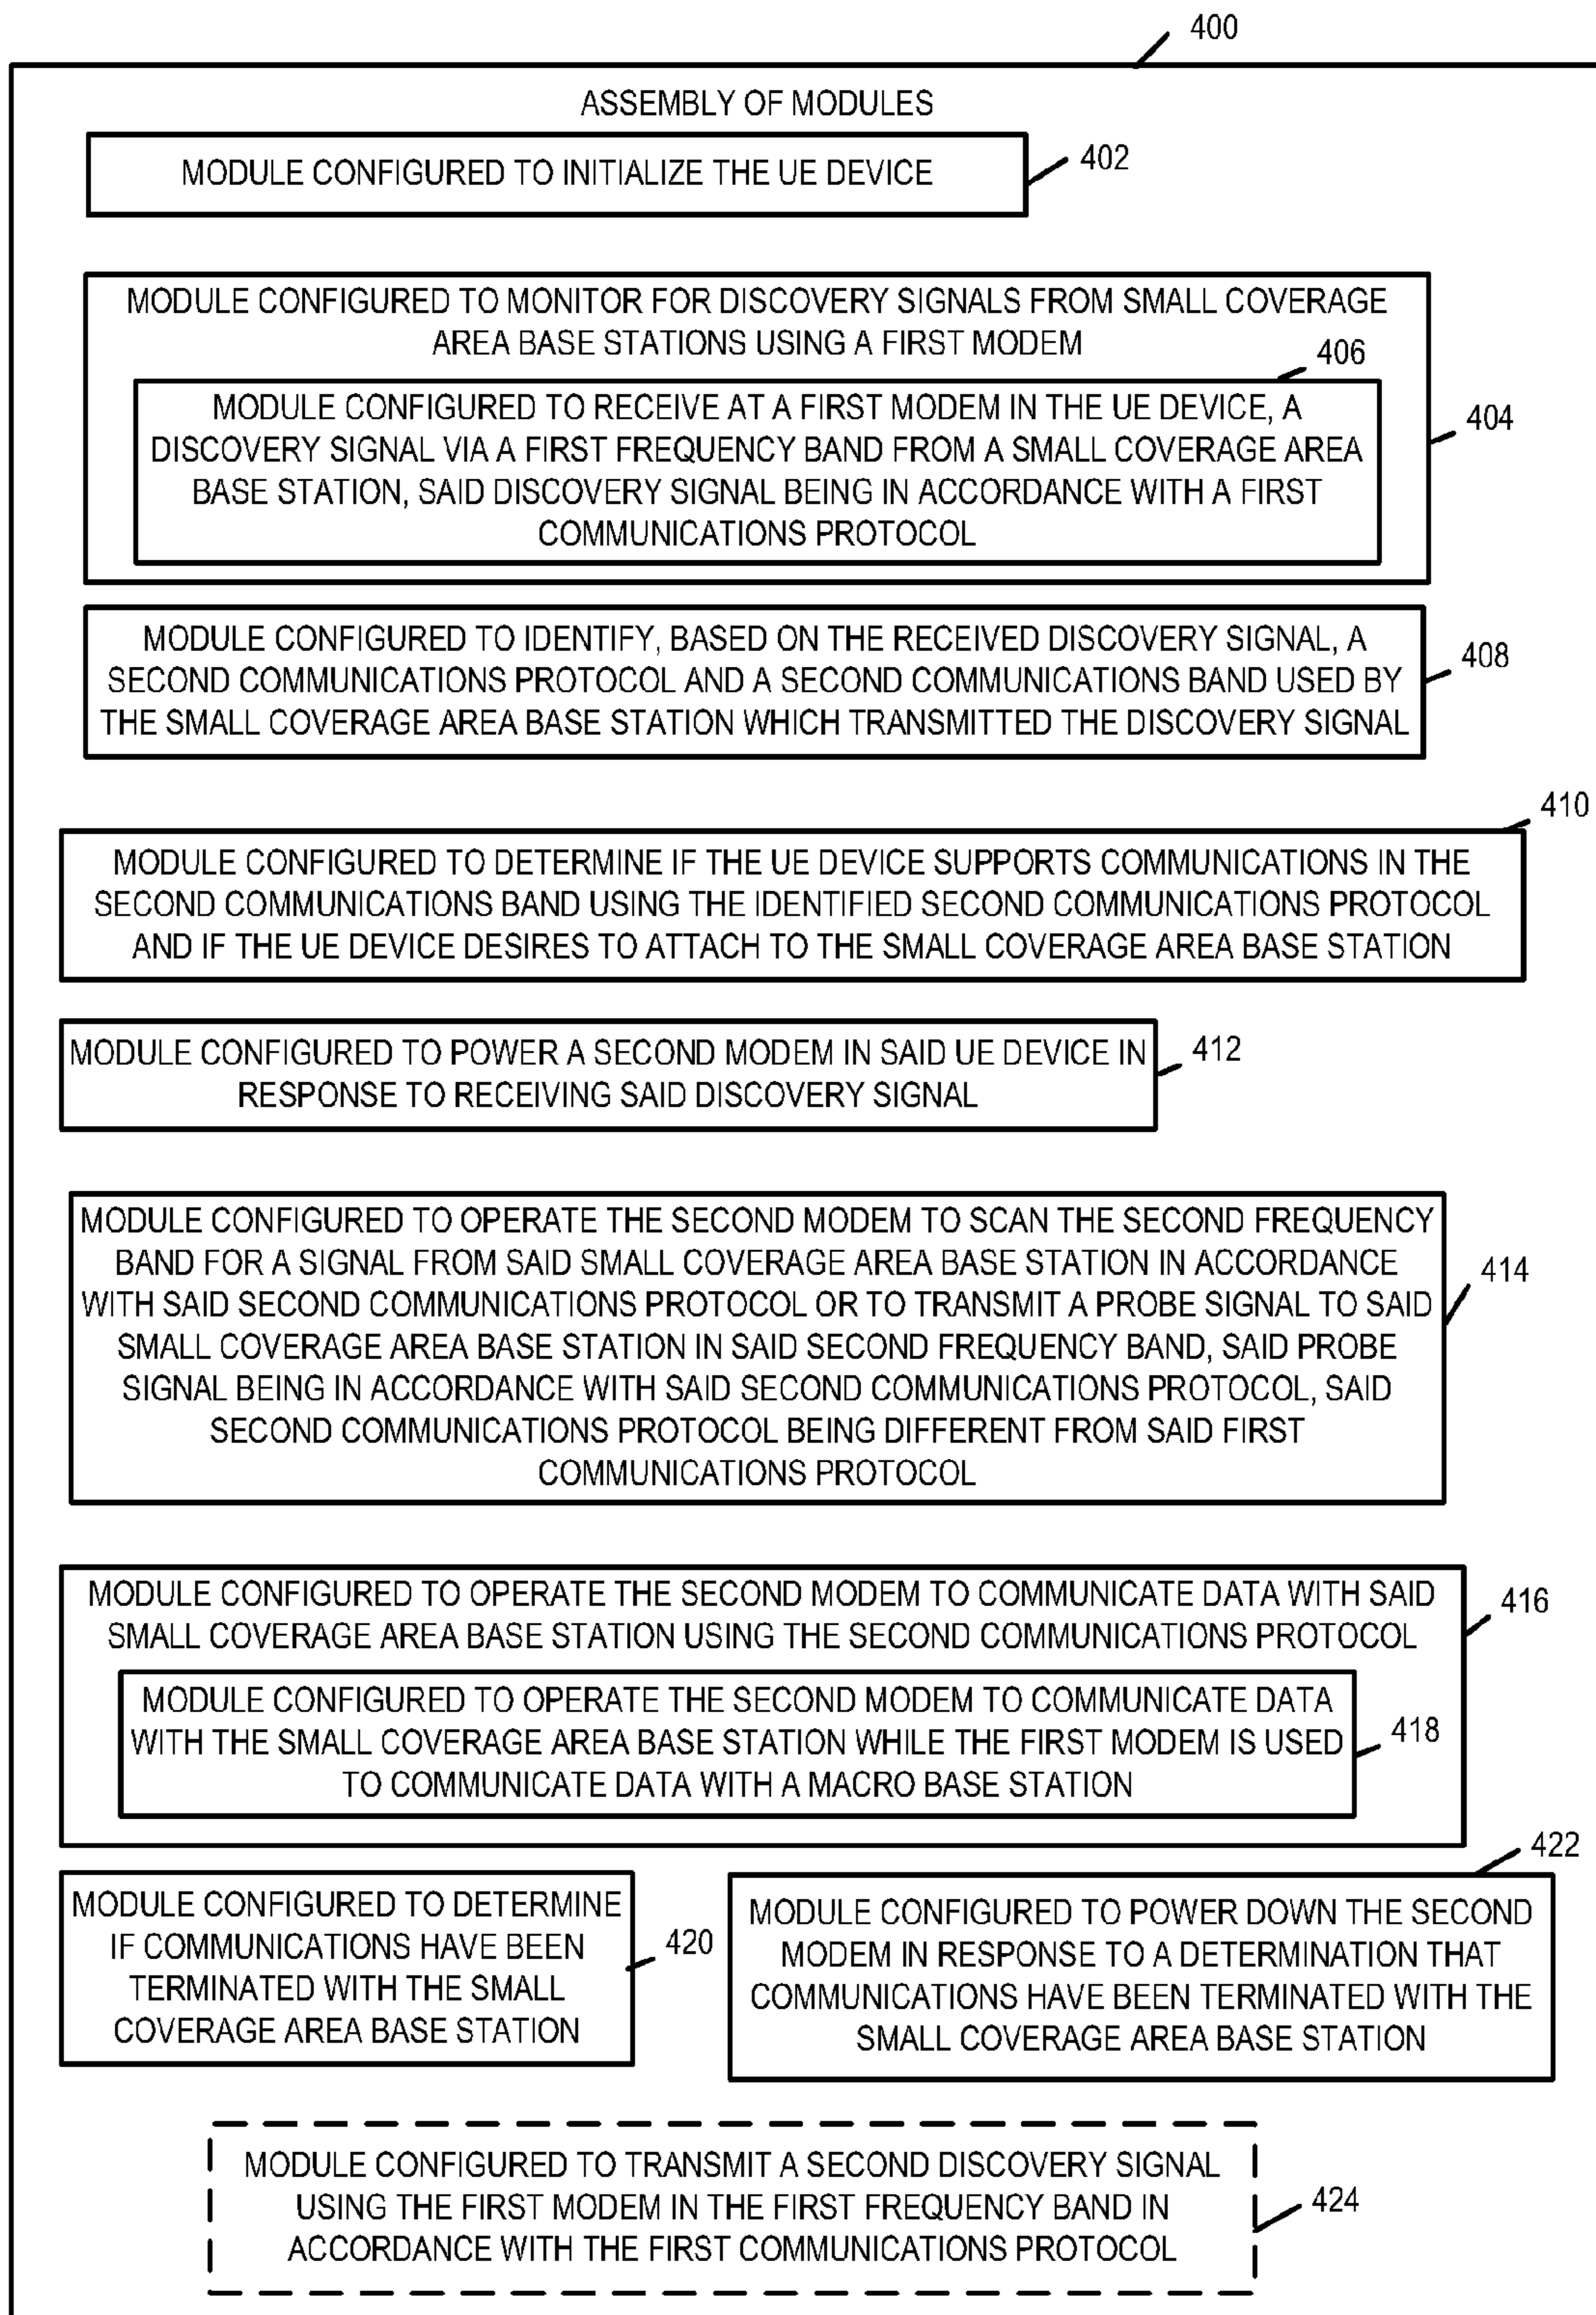 400
ASSEMBLY OF MODULES
MODULE CONFIGURED TO INITIALIZE THE UE DEVICE
402
MODULE CONFIGURED TO MONITOR FOR DISCOVERY SIGNALS FROM SMALL COVERAGE
AREA BASE STATIONS USING A FIRST MODEM
406
MODULE CONFIGURED TO RECEIVE AT A FIRST MODEM IN THE UE DEVICE, A
DISCOVERY SIGNAL VIA A FIRST FREQUENCY BAND FROM A SMALL COVERAGE AREA
BASE STATION, SAID DISCOVERY SIGNAL BEING IN ACCORDANCE WITH A FIRST
COMMUNICATIONS PROTOCOL
404
MODULE CONFIGURED TO IDENTIFY, BASED ON THE RECEIVED DISCOVERY SIGNAL, A
SECOND COMMUNICATIONS PROTOCOL AND A SECOND COMMUNICATIONS BAND USED BY
THE SMALL COVERAGE AREA BASE STATION WHICH TRANSMITTED THE DISCOVERY SIGNAL
408
410
MODULE CONFIGURED TO DETERMINE IF THE UE DEVICE SUPPORTS COMMUNICATIONS IN THE
SECOND COMMUNICATIONS BAND USING THE IDENTIFIED SECOND COMMUNICATIONS PROTOCOL
AND IF THE UE DEVICE DESIRES TO ATTACH TO THE SMALL COVERAGE AREA BASE STATION
MODULE CONFIGURED TO POWER A SECOND MODEM IN SAID UE DEVICE IN
RESPONSE TO RECEIVING SAID DISCOVERY SIGNAL
412
MODULE CONFIGURED TO OPERATE THE SECOND MODEM TO SCAN THE SECOND FREQUENCY
BAND FOR A SIGNAL FROM SAID SMALL COVERAGE AREA BASE STATION IN ACCORDANCE
WITH SAID SECOND COMMUNICATIONS PROTOCOL OR TO TRANSMIT A PROBE SIGNAL TO SAID
SMALL COVERAGE AREA BASE STATION IN SAID SECOND FREQUENCY BAND, SAID PROBE
SIGNAL BEING IN ACCORDANCE WITH SAID SECOND COMMUNICATIONS PROTOCOL, SAID
SECOND COMMUNICATIONS PROTOCOL BEING DIFFERENT FROM SAID FIRST
COMMUNICATIONS PROTOCOL
414
MODULE CONFIGURED TO OPERATE THE SECOND MODEM TO COMMUNICATE DATA WITH SAID
SMALL COVERAGE AREA BASE STATION USING THE SECOND COMMUNICATIONS PROTOCOL
416
MODULE CONFIGURED TO OPERATE THE SECOND MODEM TO COMMUNICATE DATA
WITH THE SMALL COVERAGE AREA BASE STATION WHILE THE FIRST MODEM IS USED
TO COMMUNICATE DATA WITH A MACRO BASE STATION
418
MODULE CONFIGURED TO DETERMINE
IF COMMUNICATIONS HAVE BEEN
TERMINATED WITH THE SMALL
COVERAGE AREA BASE STATION
420
422
MODULE CONFIGURED TO POWER DOWN THE SECOND
MODEM IN RESPONSE TO A DETERMINATION THAT
COMMUNICATIONS HAVE BEEN TERMINATED WITH THE
SMALL COVERAGE AREA BASE STATION
MODULE CONFIGURED TO TRANSMIT A SECOND DISCOVERY SIGNAL
USING THE FIRST MODEM IN THE FIRST FREQUENCY BAND IN
ACCORDANCE WITH THE FIRST COMMUNICATIONS PROTOCOL
424